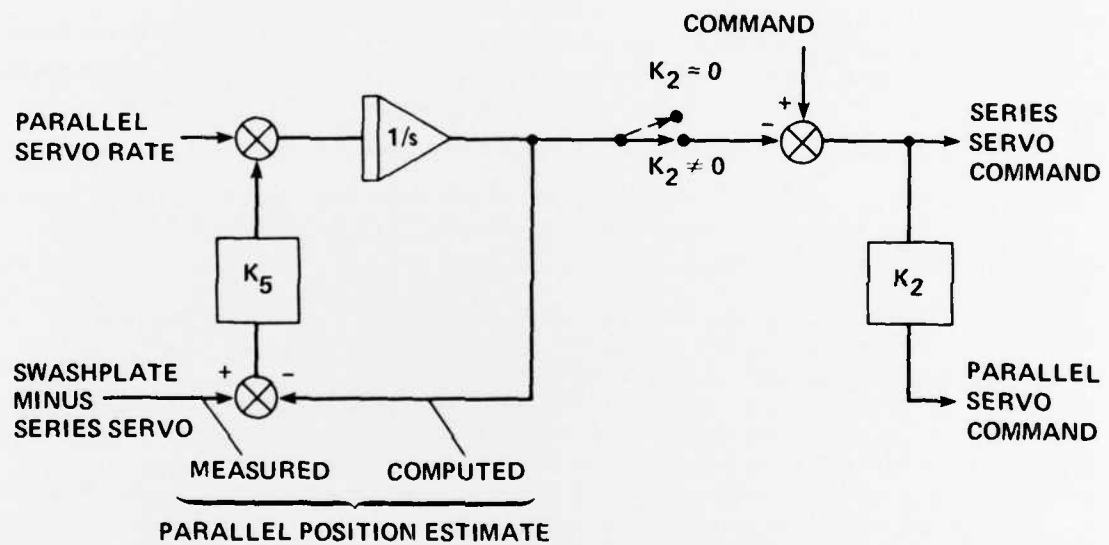 COMMAND
K2 = 0
+
−
PARALLEL
SERVO RATE
1/s
K2 ≠ 0
SERIES
SERVO
COMMAND
K5
K2
SWASHPLATE
MINUS
SERIES SERVO
+
−
PARALLEL
SERVO
COMMAND
MEASURED
COMPUTED
PARALLEL POSITION ESTIMATE